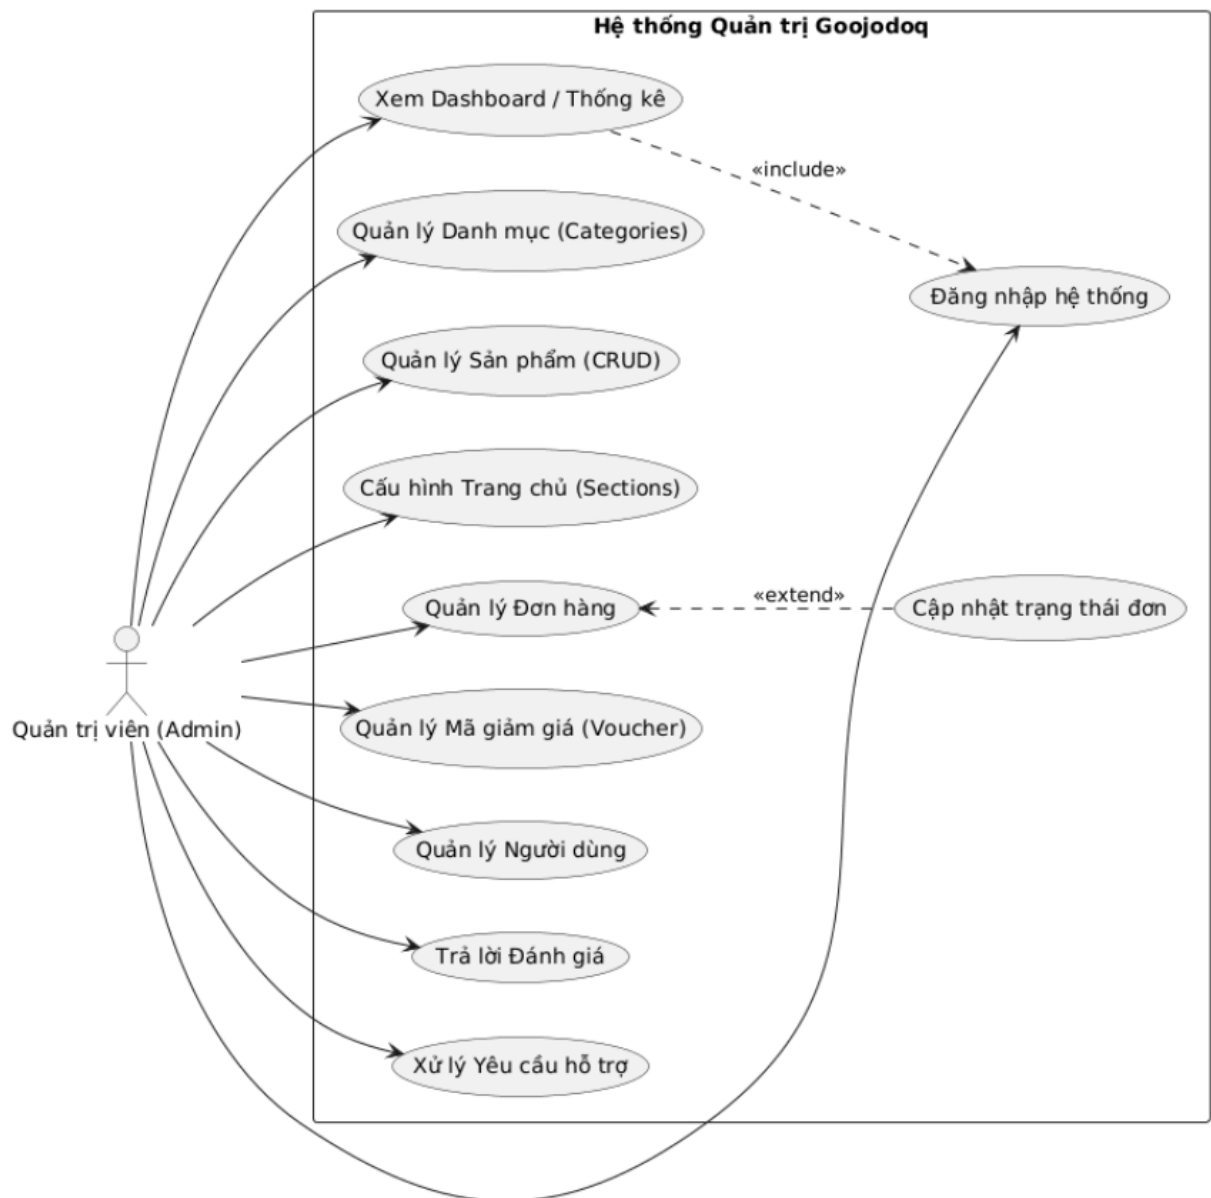 Hệ thống Quản trị Goojodoq
Xem Dashboard / Thống kê
«include»
Quản lý Danh mục (Categories)
Đăng nhập hệ thống
Quản lý Sản phẩm (CRUD)
Cấu hình Trang chủ (Sections)
Quản lý Đơn hàng
«extend»
Cập nhật trạng thái đơn
Quản trị viên (Admin)
Quản lý Mã giảm giá (Voucher)
Quản lý Người dùng
Trả lời Đánh giá
Xử lý Yêu cầu hỗ trợ